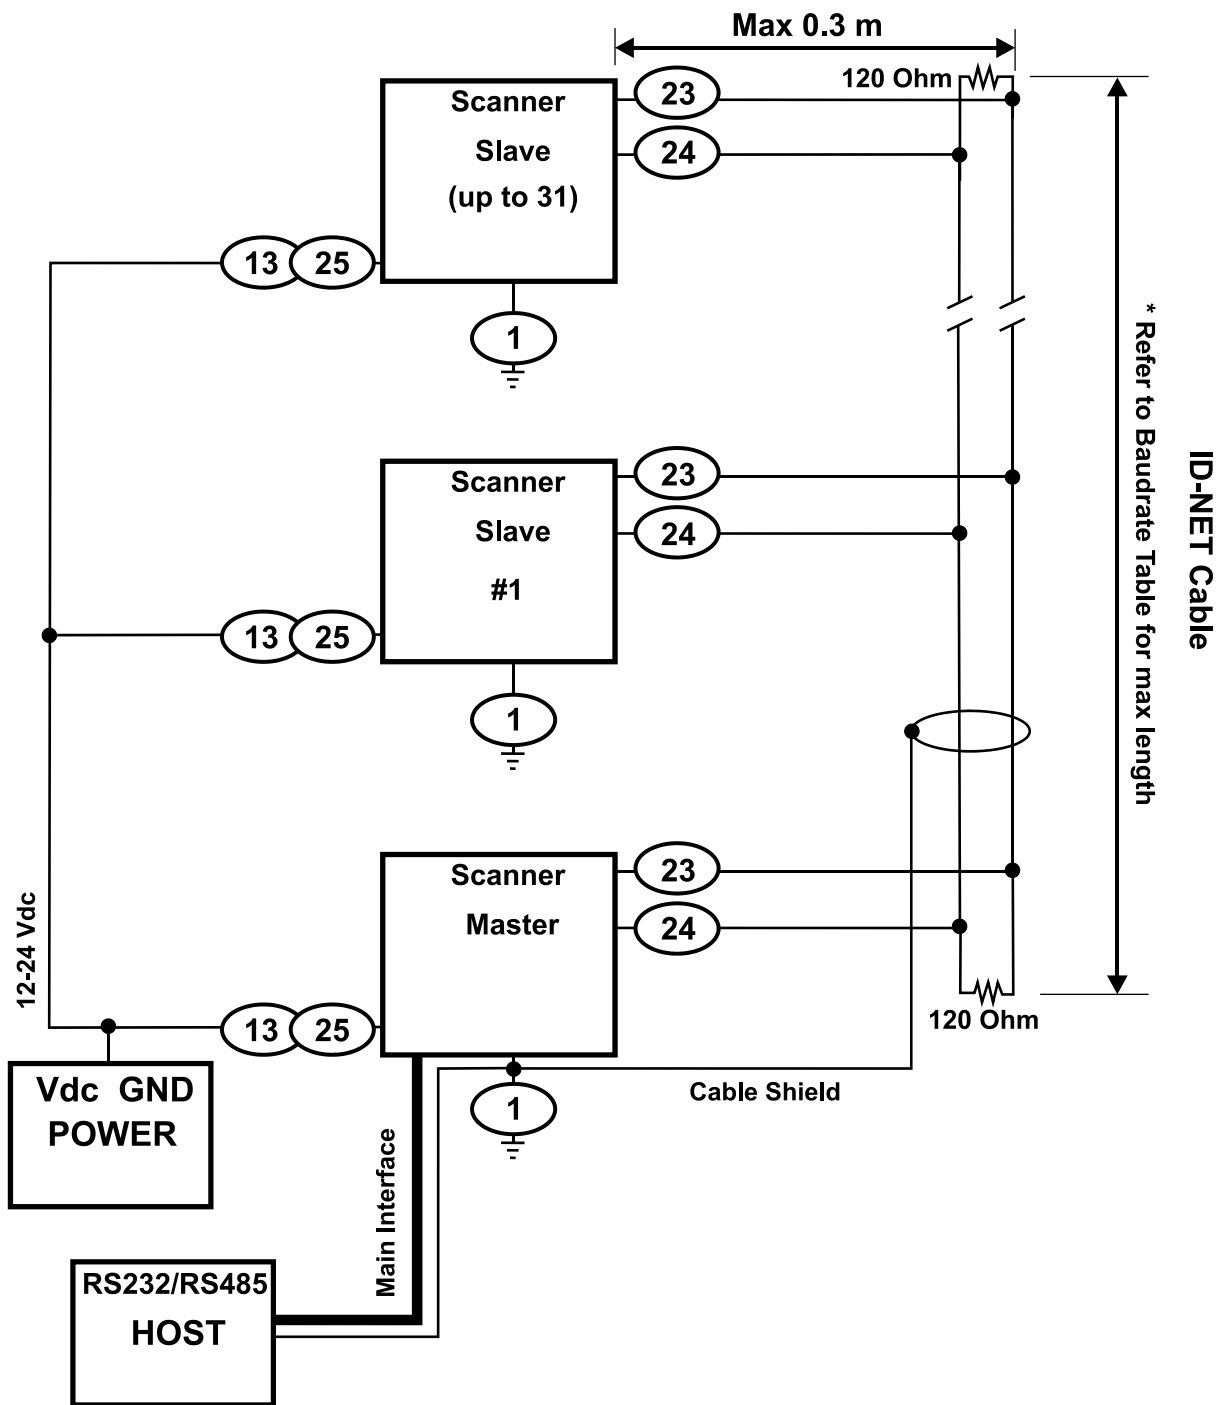 Max 0.3 m
120 Ohm
Scanner
Slave
(up to 31)
23
24
13
25
1
Scanner
Slave
#1
23
24
13
25
1
* Refer to Baudrate Table for max length
ID-NET Cable
Scanner
Master
23
24
13
25
1
120 Ohm
12-24 Vdc
Cable Shield
Vdc GND
POWER
Main Interface
RS232/RS485
HOST